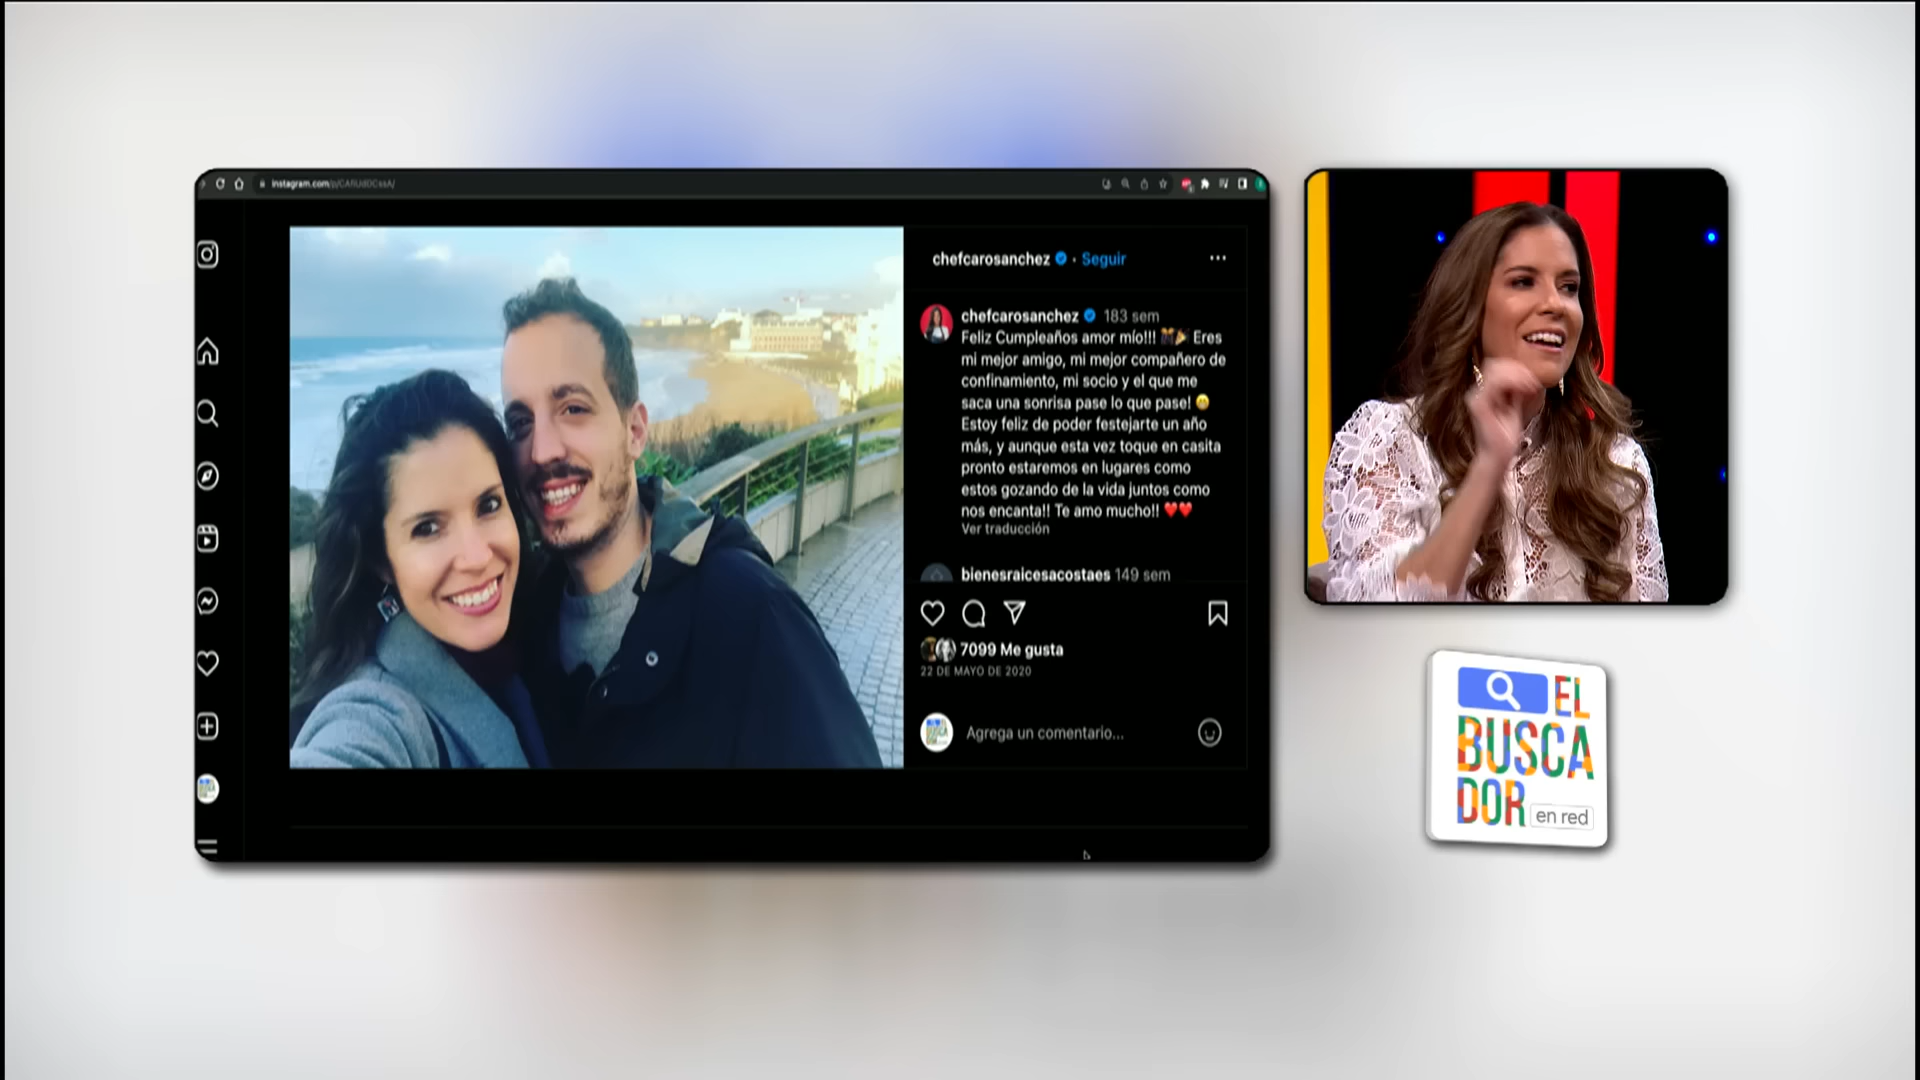 instagram.com
chefcarosanchez • Seguir
chefcarosanchez 183 sem
Feliz Cumpleaños amor mío!!! 🎊🎉 Eres
mi mejor amigo, mi mejor compañero de
confinamiento, mi socio y el que me
saca una sonrisa pase lo que pase! 😁
Estoy feliz de poder festejarte un año
más, y aunque esta vez toque en casita
pronto estaremos en lugares como
estos gozando de la vida juntos como
nos encanta!! Te amo mucho!! ❤️❤️
Ver traducción
bienesraicesacostaes 149 sem
7099 Me gusta
22 DE MAYO DE 2020
Agrega un comentario...
EL
BUSCA
DOR en red